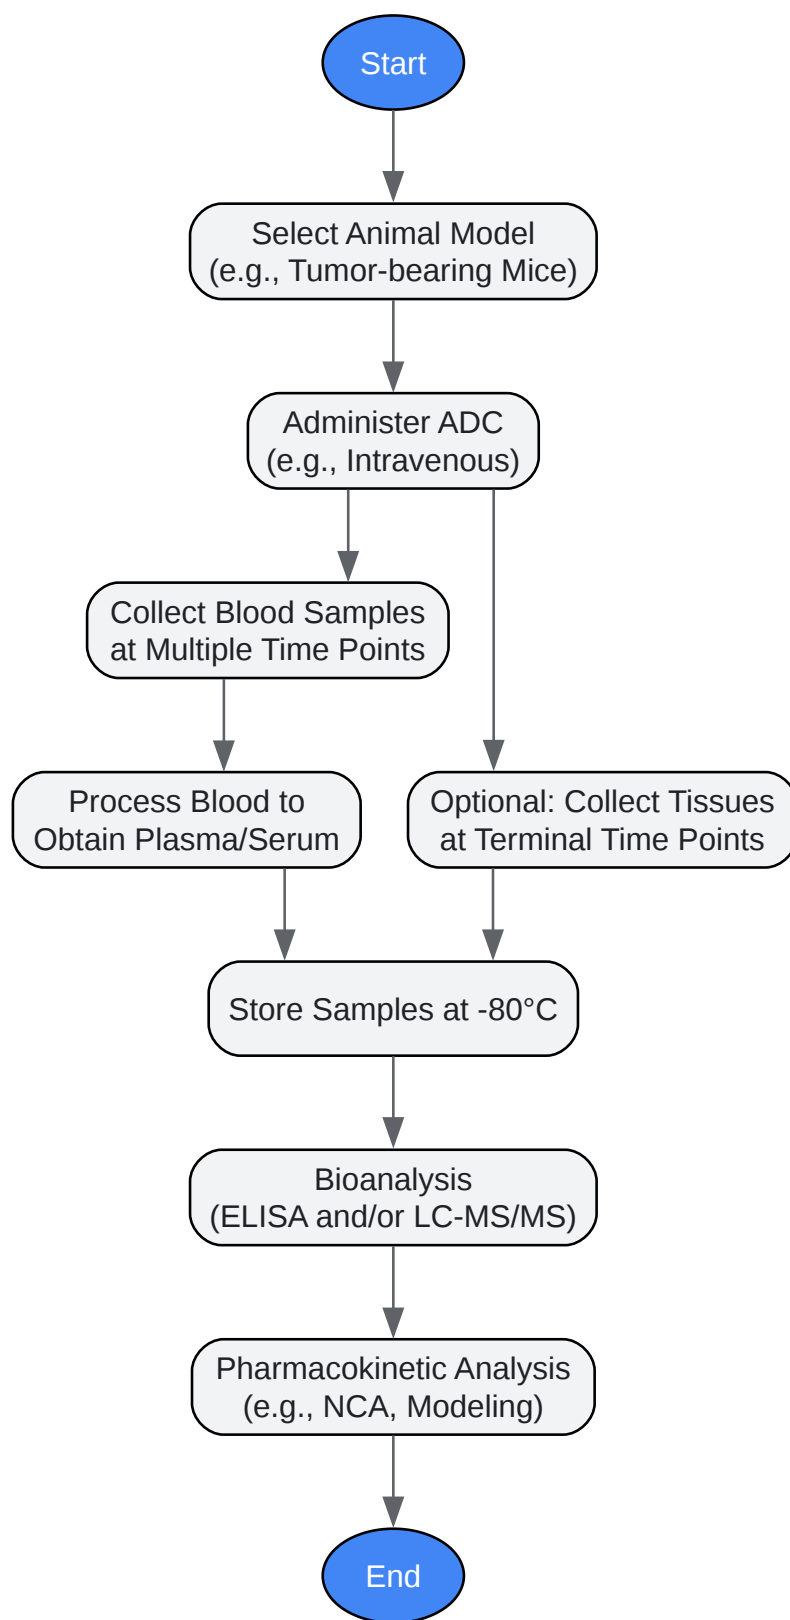 Start
Select Animal Model
(e.g., Tumor-bearing Mice)
Administer ADC
(e.g., Intravenous)
Collect Blood Samples
at Multiple Time Points
Process Blood to
Obtain Plasma/Serum
Optional: Collect Tissues
at Terminal Time Points
Store Samples at -80°C
Bioanalysis
(ELISA and/or LC-MS/MS)
Pharmacokinetic Analysis
(e.g., NCA, Modeling)
End